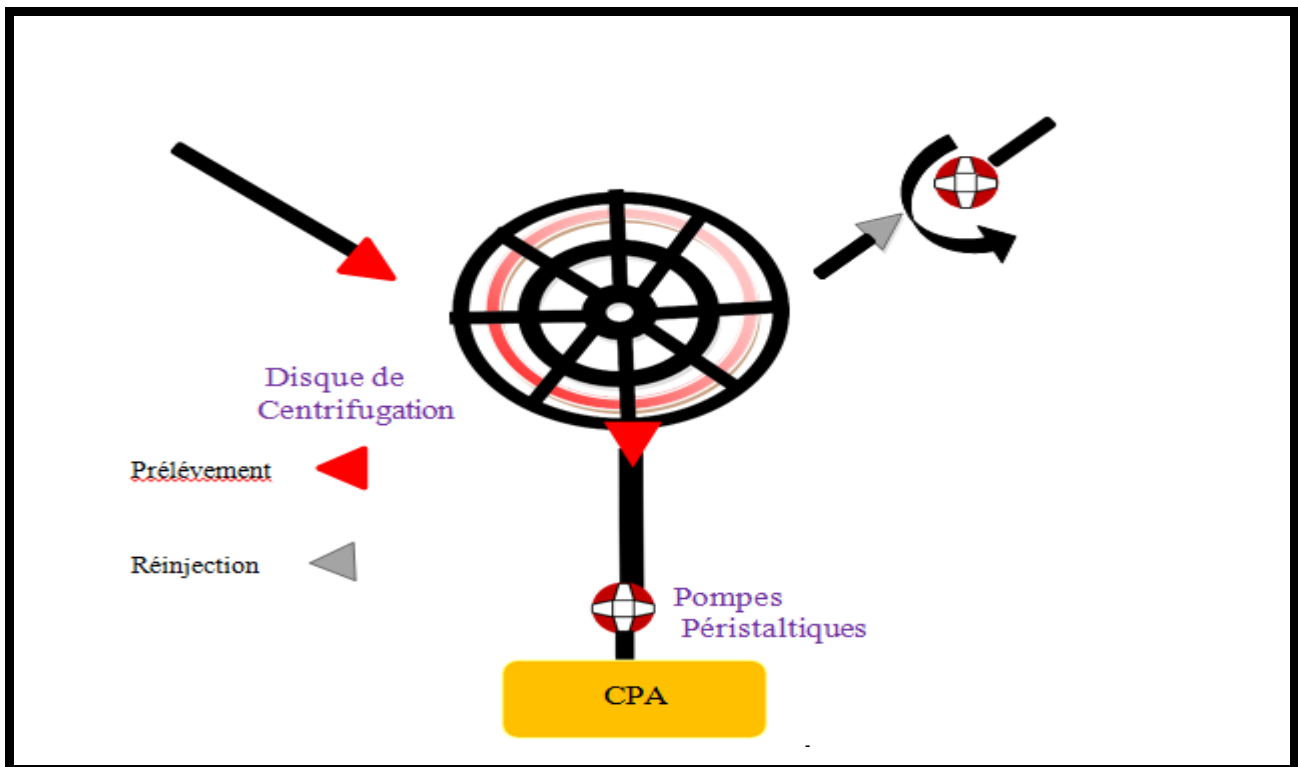 Disque de
Centrifugation
Prélévement
Réinjection
Pompes
Péristaltiques
CPA